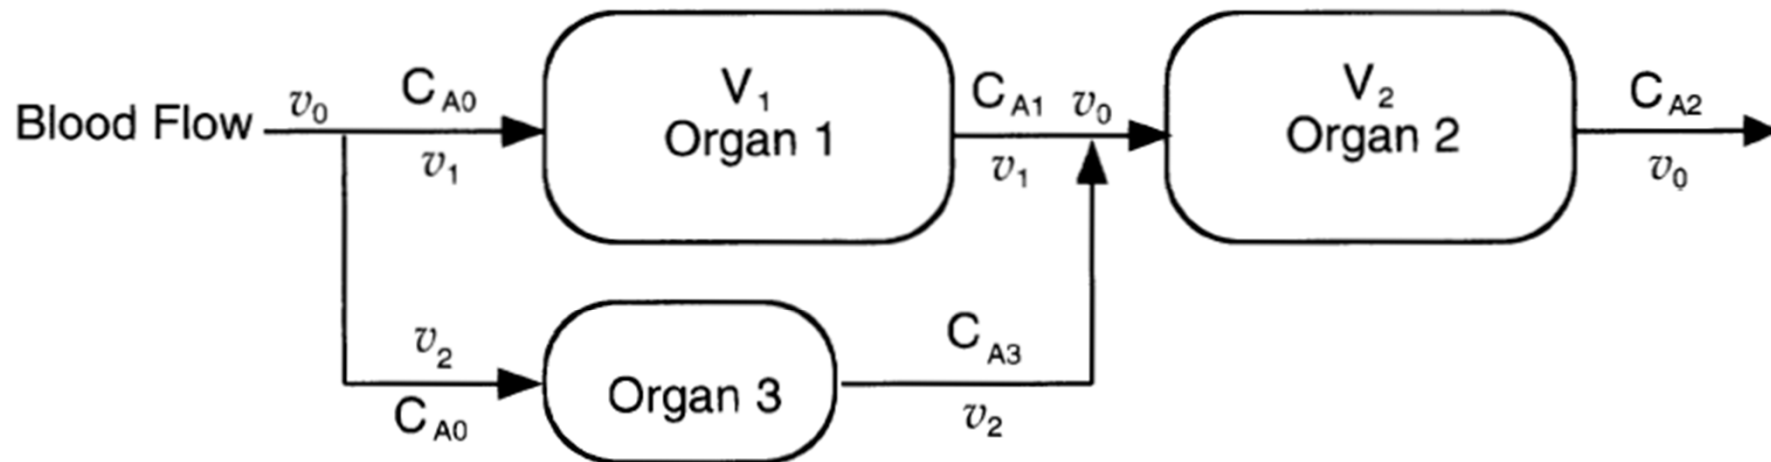 Blood Flow
v₀
C_A0
v₁
V₁
Organ 1
C_A1
v₀
v₁
V₂
Organ 2
C_A2
v₀
v₂
C_A0
Organ 3
C_A3
v₂